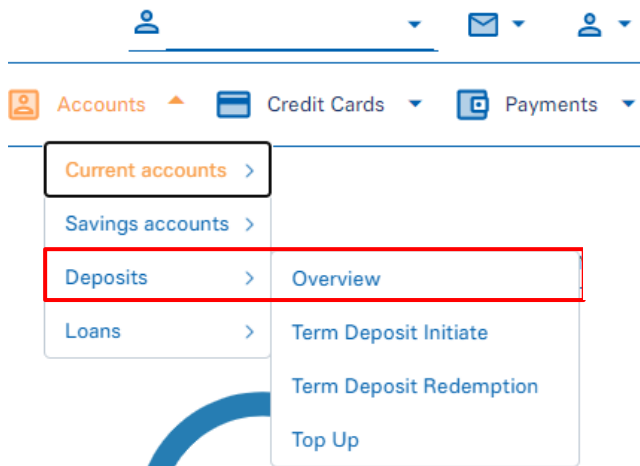 Accounts Credit Cards Payments
Current accounts
Savings accounts
Deposits Overview
Loans Term Deposit Initiate
Term Deposit Redemption
Top Up